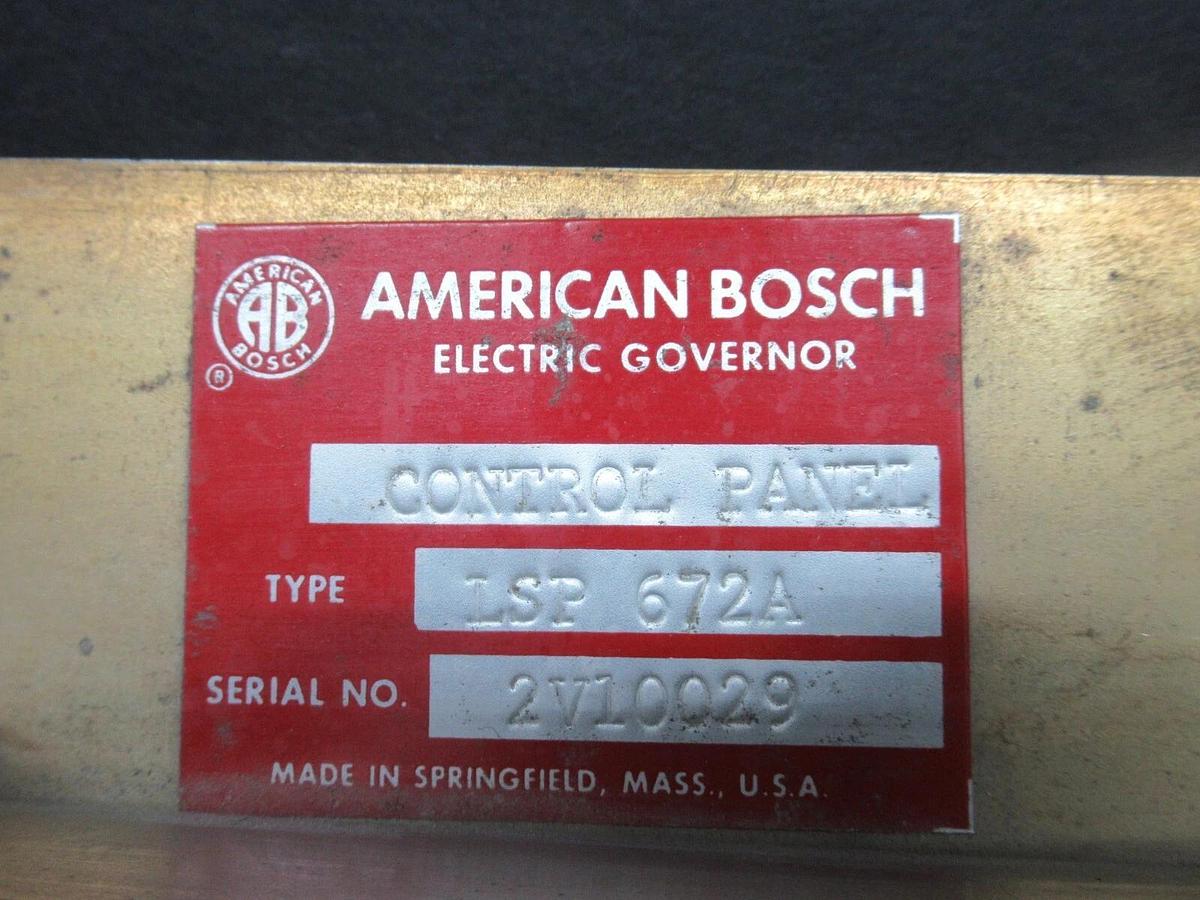 AMERICAN
AB
BOSCH
®
AMERICAN BOSCH
ELECTRIC GOVERNOR
CONTROL PANEL
TYPE LSP 672A
SERIAL NO. 2V10029
MADE IN SPRINGFIELD, MASS., U.S.A.